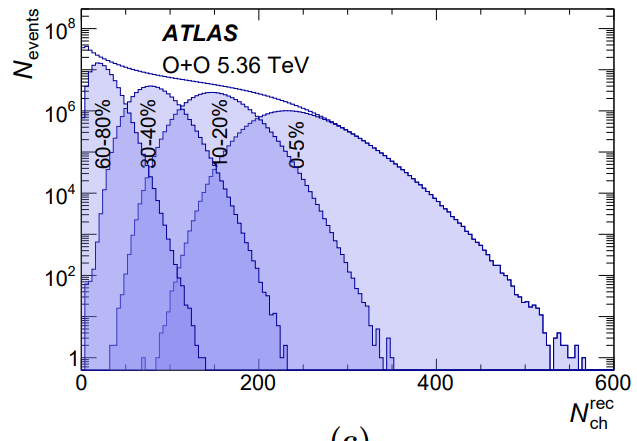 N_events
10^8
10^6
10^4
10^2
1
ATLAS
O+O 5.36 TeV
60-80%
30-40%
10-20%
0-5%
0 200 400 600
N_ch^rec
(c)